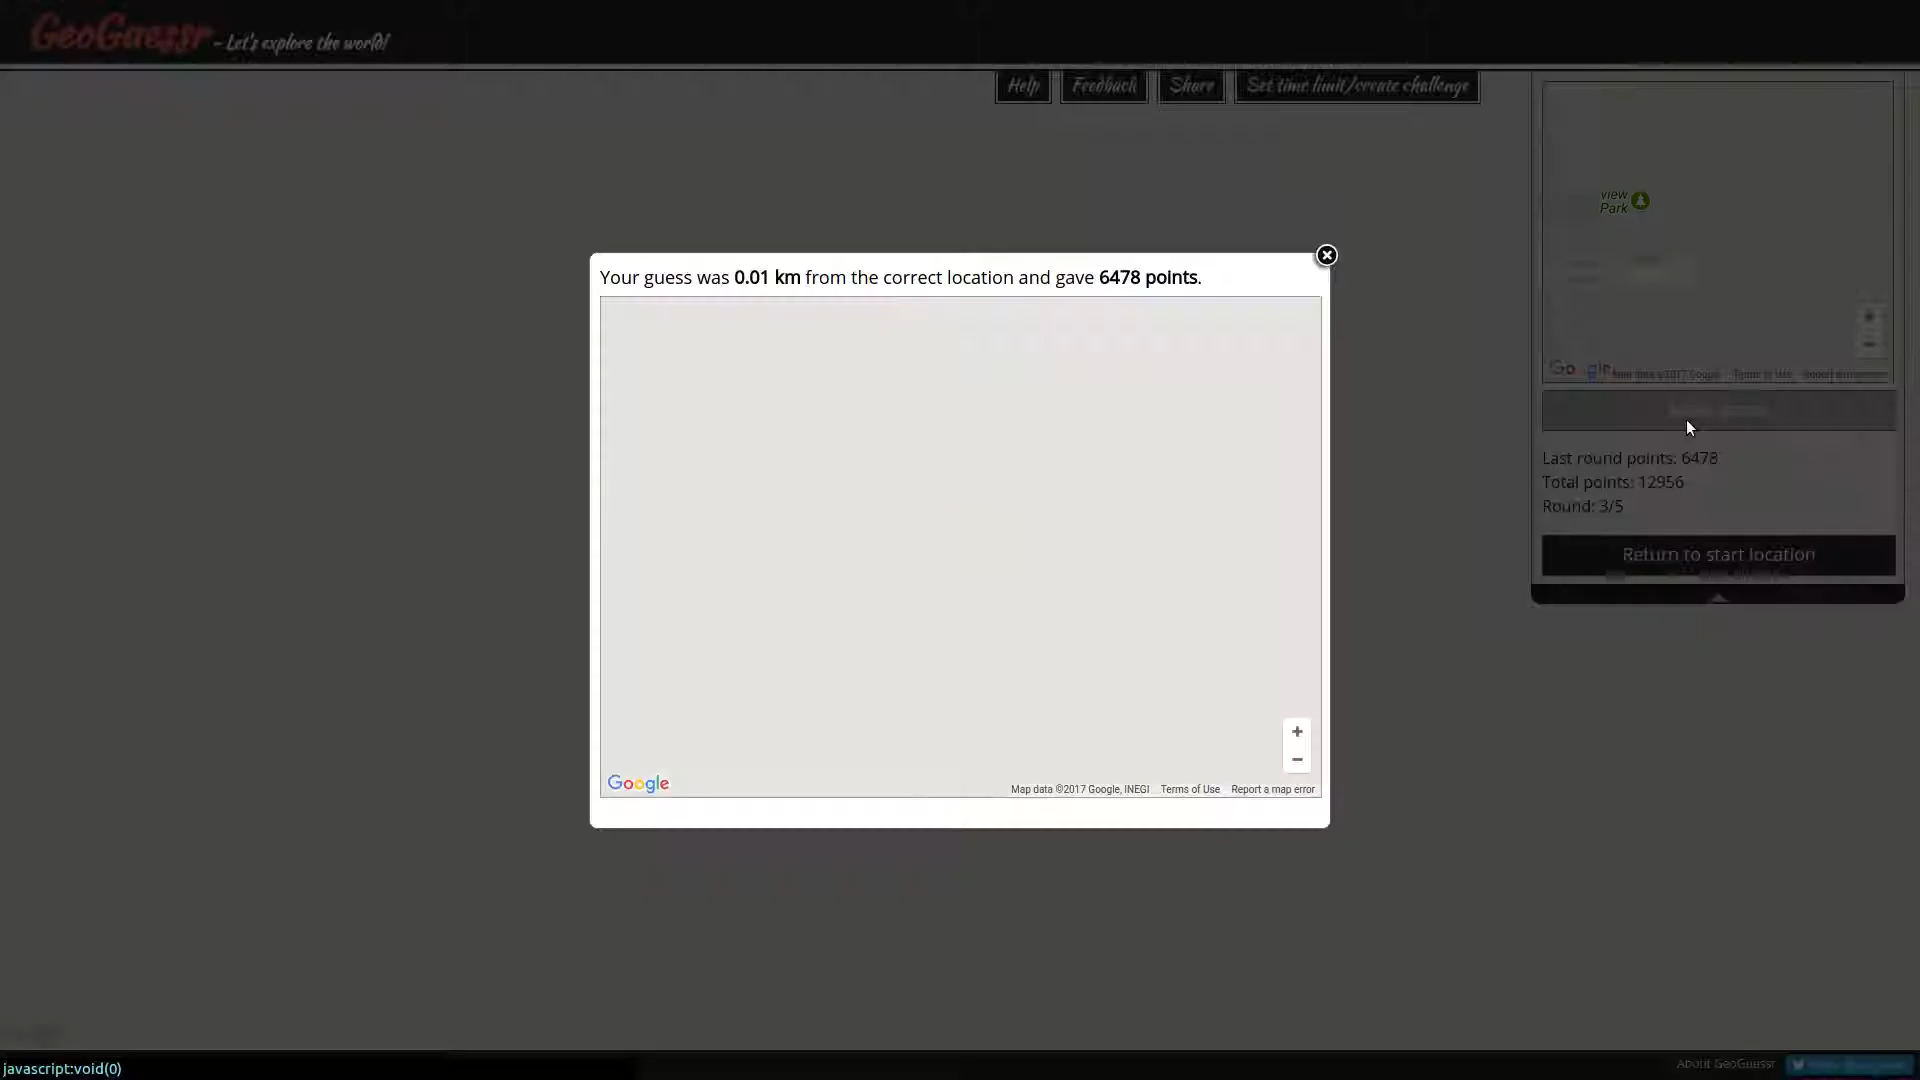 GeoGuessr - Let's explore the world!
Help Feedback Share Set time limit/create challenge
view
Park
Your guess was 0.01 km from the correct location and gave 6478 points.
Google
Last round points: 6478
Total points: 12956
Round: 3/5
Return to start location
Google
Map data ©2017 Google, INEGI Terms of Use Report a map error
About GeoGuessr
javascript:void(0)